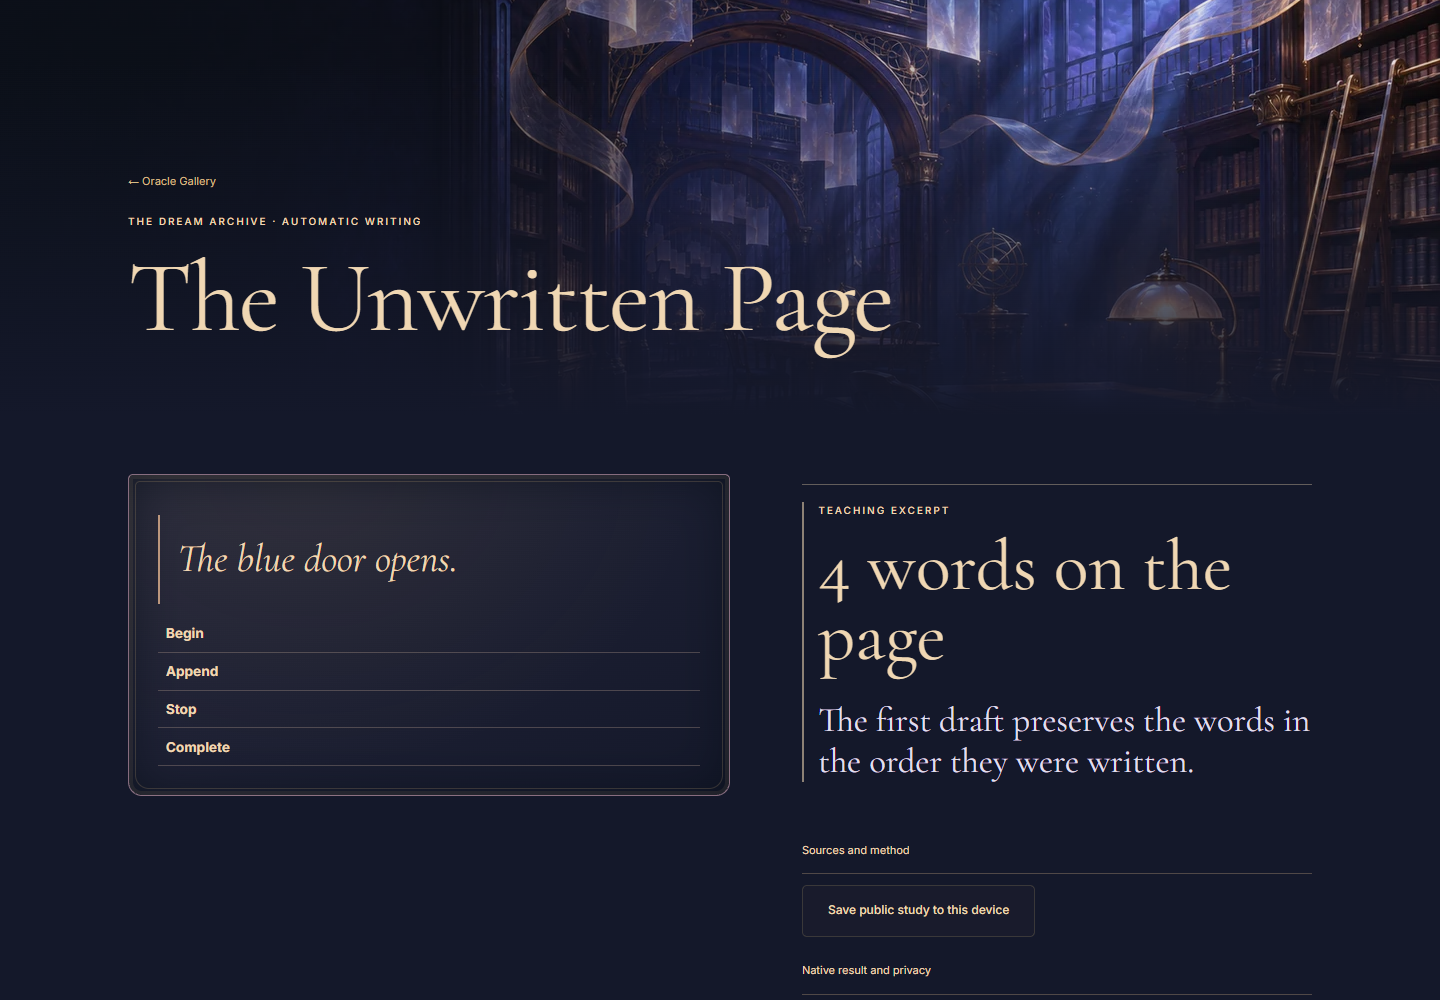 ← Oracle Gallery
THE DREAM ARCHIVE · AUTOMATIC WRITING
The Unwritten Page
The blue door opens.
Begin
Append
Stop
Complete
TEACHING EXCERPT
4 words on the
page
The first draft preserves the words in
the order they were written.
Sources and method
Save public study to this device
Native result and privacy